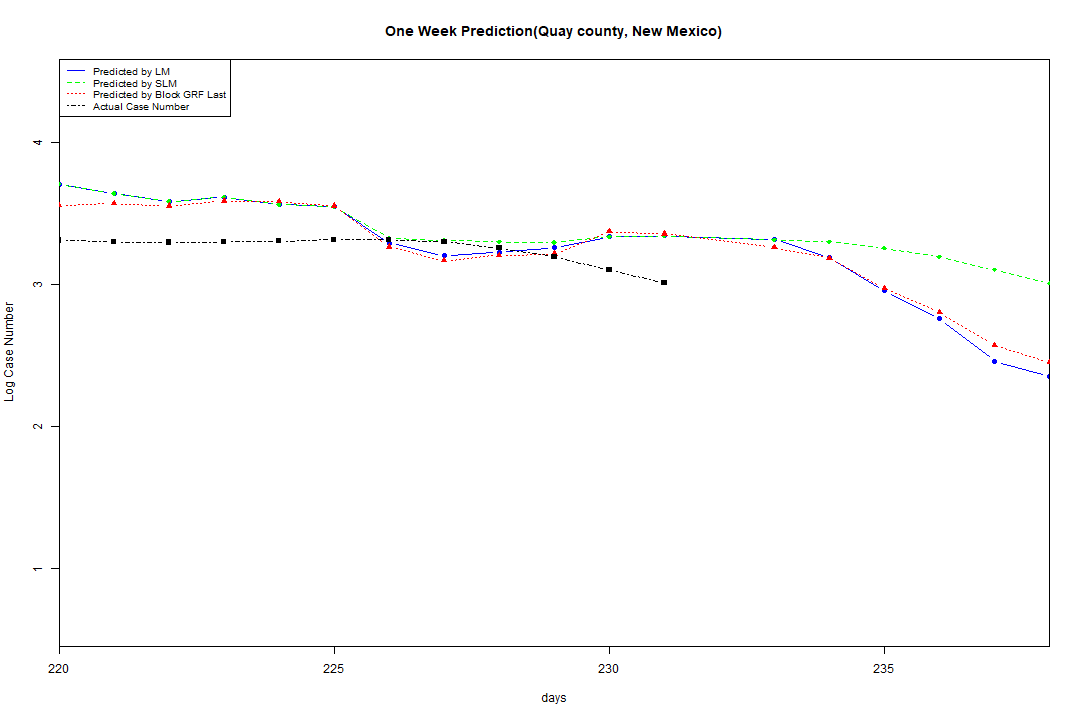 One Week Prediction(Quay county, New Mexico)
Predicted by LM
Predicted by SLM
Predicted by Block GRF Last
Actual Case Number
4
3
2
1
Log Case Number
220 225 230 235
days